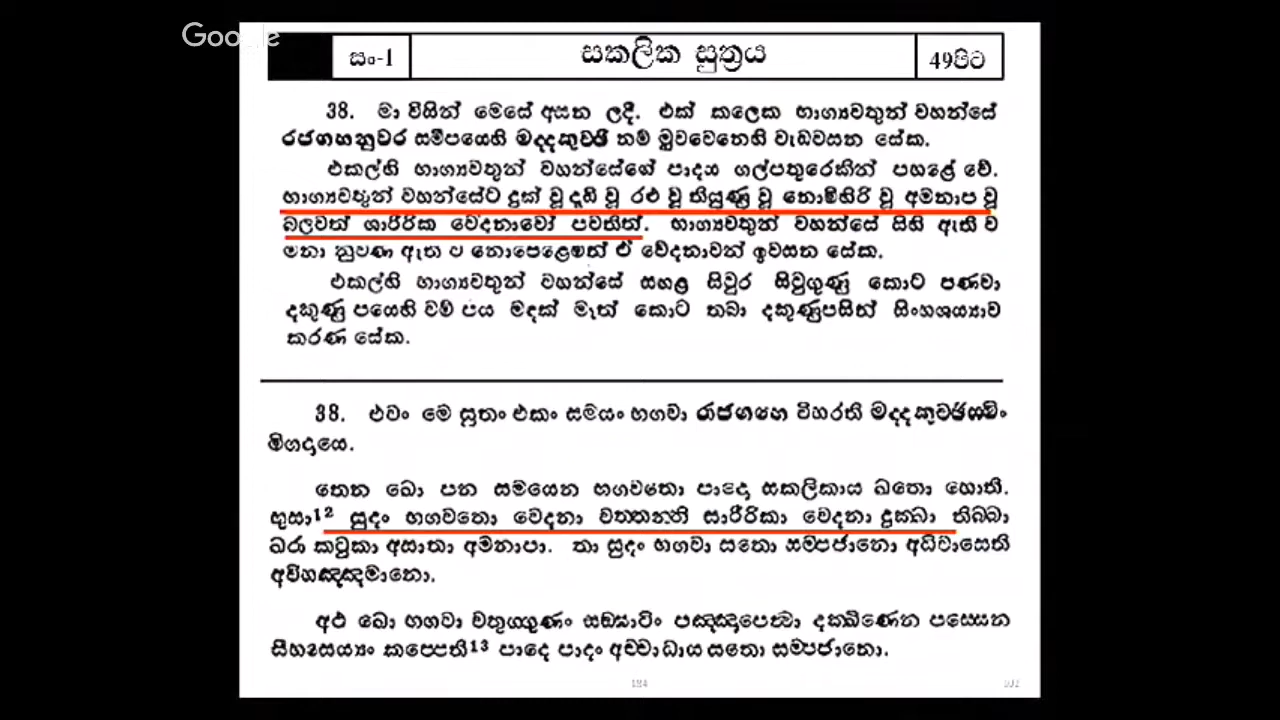 Google
සං-1 සකලික සූත්‍රය 49පිට
38. මා විසින් මෙසේ අසන ලදී. එක් කලෙක භාග්‍යවතුන් වහන්සේ
රජගහනුවර සමීපයෙහි මද්දකුච්ඡි නම් මුවවෙනෙහි වැඩවසන සේක.
එකල්හි භාග්‍යවතුන් වහන්සේගේ පාදය ගල්පතුරෙකින් පහළේ වේ.
භාග්‍යවතුන් වහන්සේට දුක් වූ දැඩි වූ රළු වූ තියුණු වූ නොමිහිරි වූ අමනාප වූ
බලවත් ශාරීරික වේදනාවෝ පවතිත්. භාග්‍යවතුන් වහන්සේ සිහි ඇති ව
මනා නුවණ ඇත ව නොපෙළෙමත් ඒ වේදනාවන් ඉවසන සේක.
එකල්හි භාග්‍යවතුන් වහන්සේ සඟළ සිවුර සිවුගුණු කොට පණවා
දකුණු පයෙහි වම් පය මදක් මෑත් කොට තබා දකුණුපසින් සිංහශය්‍යාව
කරණ සේක.
38. එවං මෙ සුතං එකං සමයං භගවා රාජගහෙ විහරති මද්දකුච්ඡිස්මිං
මිගදායෙ.
තෙන ඛො පන සමයෙන භගවතො පාදො සකලිකාය ඛතො හොති.
භුසා12 සුදං භගවතො වෙදනා වත්තන්ති සාරීරිකා වෙදනා දුක්ඛා තිබ්බා
ඛරා කටුකා අසාතා අමනාපා. තා සුදං භගවා සතො සම්පජානො අධිවාසෙති
අවිහඤ්ඤමානො.
අථ ඛො භගවා චතුග්ගුණං සඞ්ඝාටිං පඤ්ඤාපෙත්වා දක්ඛිණෙන පස්සෙන
සීහසෙය්‍යං කප්පෙති13 පාදෙ පාදං අච්චාධාය සතො සම්පජානො.
184